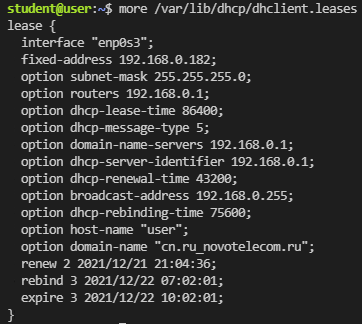 student@user:~$ more /var/lib/dhcp/dhclient.leases
lease {
  interface "enp0s3";
  fixed-address 192.168.0.182;
  option subnet-mask 255.255.255.0;
  option routers 192.168.0.1;
  option dhcp-lease-time 86400;
  option dhcp-message-type 5;
  option domain-name-servers 192.168.0.1;
  option dhcp-server-identifier 192.168.0.1;
  option dhcp-renewal-time 43200;
  option broadcast-address 192.168.0.255;
  option dhcp-rebinding-time 75600;
  option host-name "user";
  option domain-name "cn.ru_novotelecom.ru";
  renew 2 2021/12/21 21:04:36;
  rebind 3 2021/12/22 07:02:01;
  expire 3 2021/12/22 10:02:01;
}